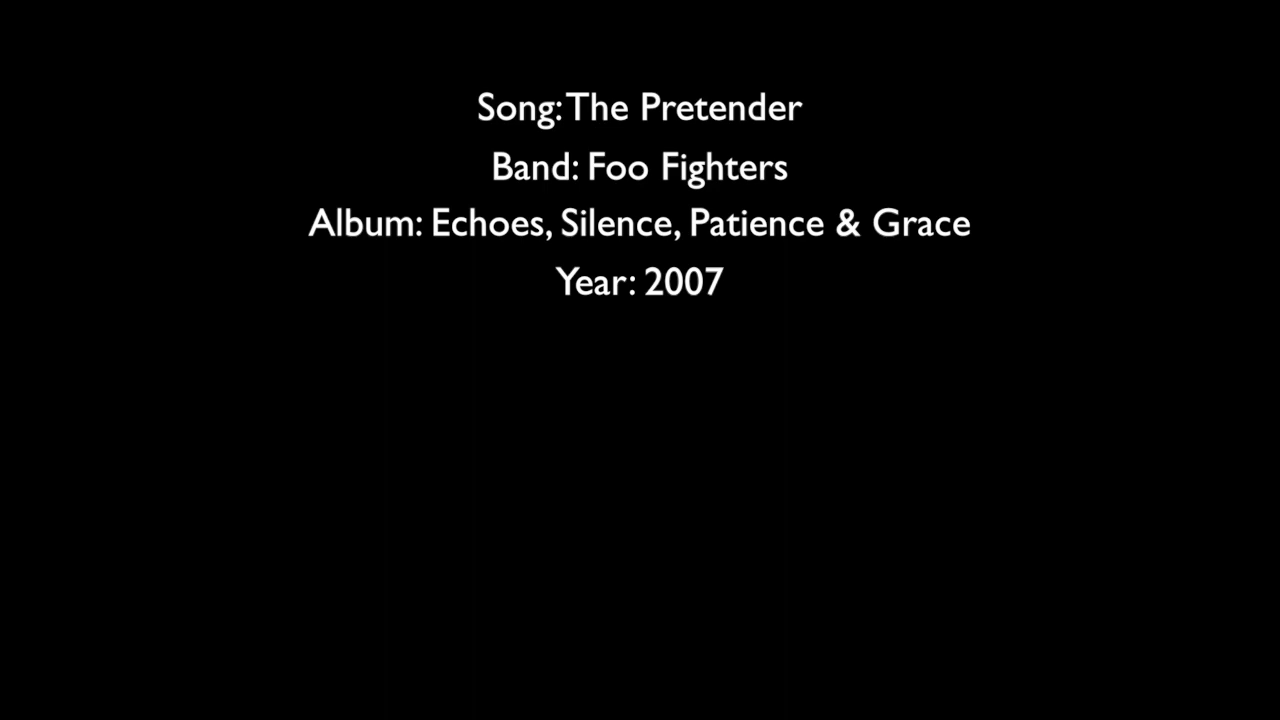 Song: The Pretender
Band: Foo Fighters
Album: Echoes, Silence, Patience & Grace
Year: 2007